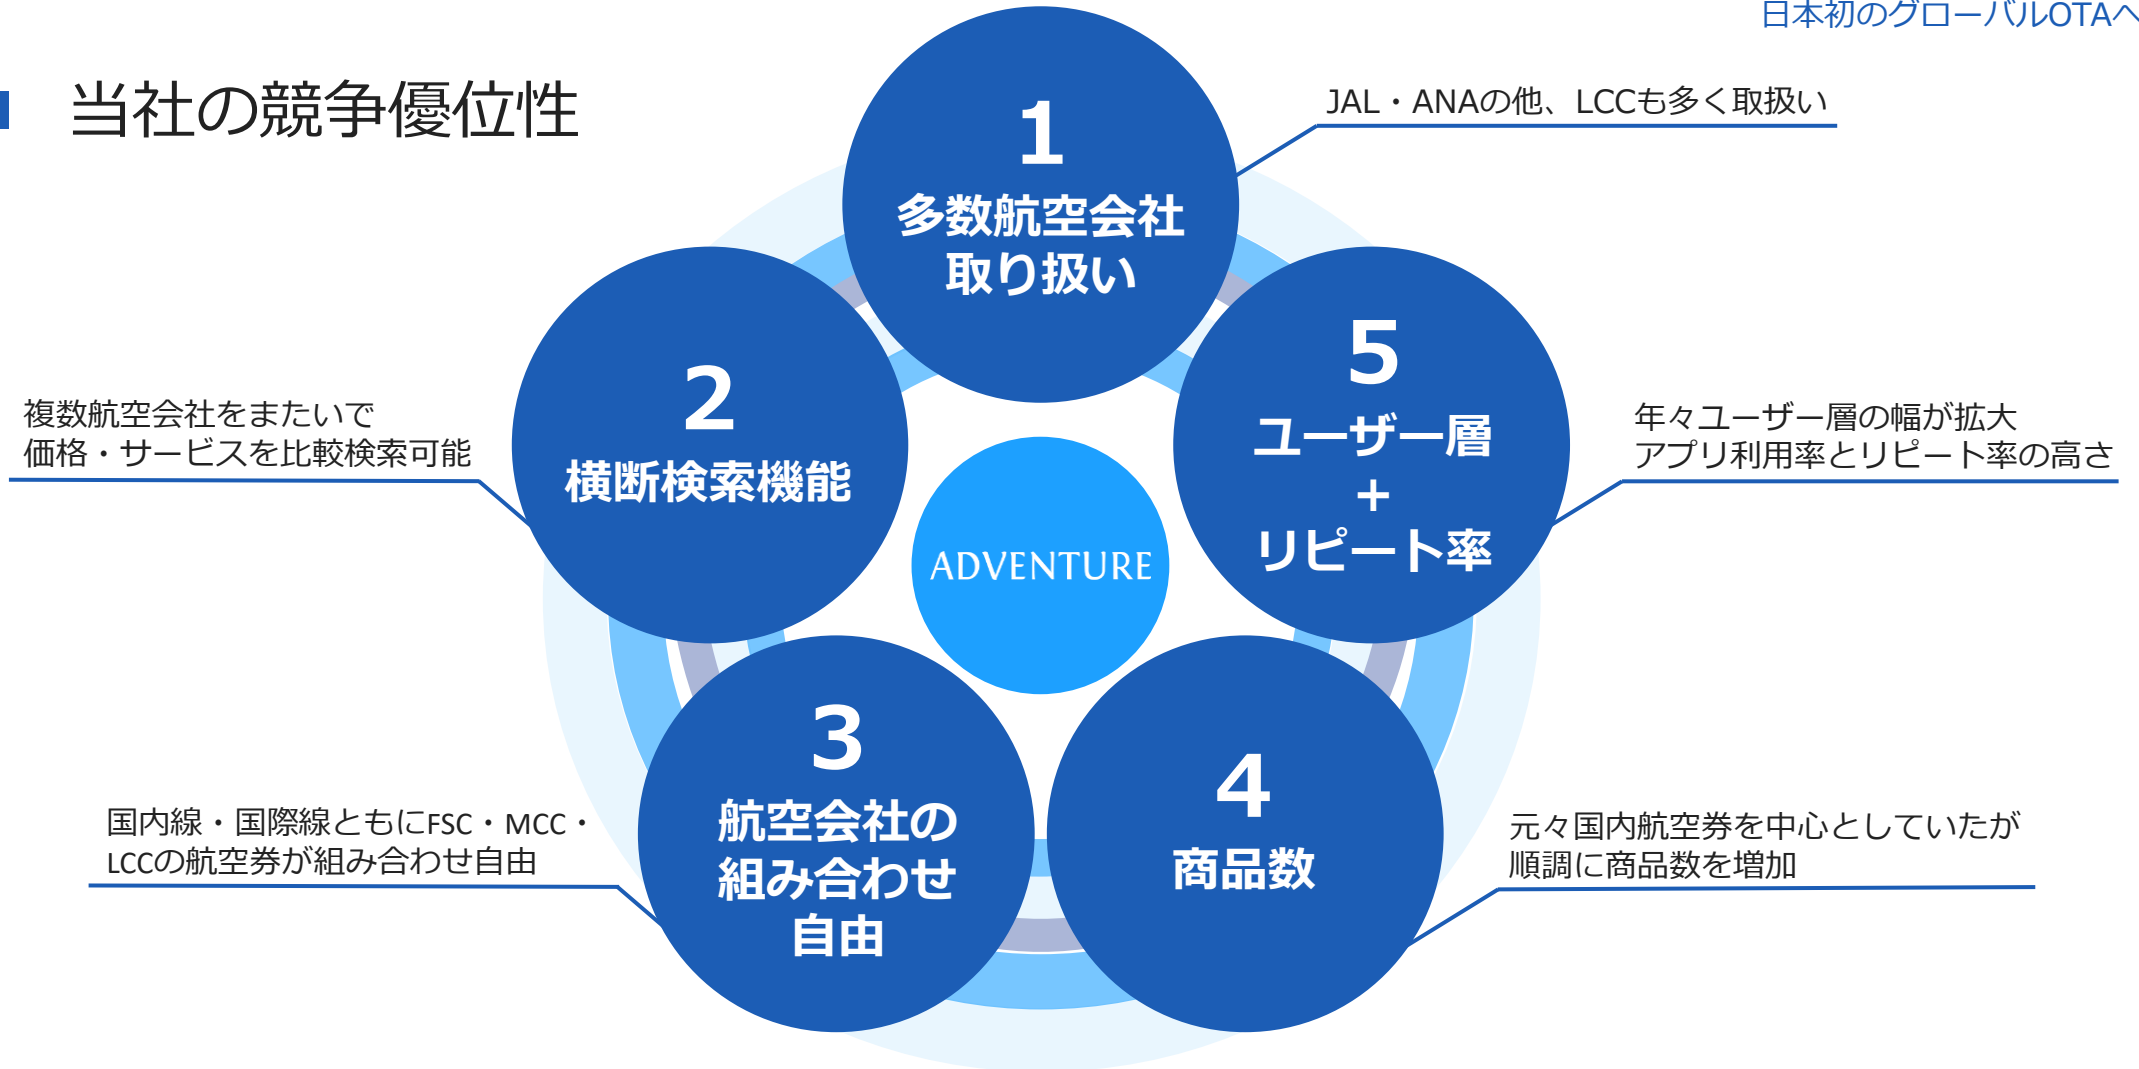 日本初のグローバルOTAへ
当社の競争優位性
1
多数航空会社
取り扱い
JAL・ANAの他、LCCも多く取扱い
2
横断検索機能
複数航空会社をまたいで
価格・サービスを比較検索可能
3
航空会社の
組み合わせ
自由
国内線・国際線ともにFSC・MCC・
LCCの航空券が組み合わせ自由
4
商品数
元々国内航空券を中心としていたが
順調に商品数を増加
5
ユーザー層
+
リピート率
年々ユーザー層の幅が拡大
アプリ利用率とリピート率の高さ
ADVENTURE